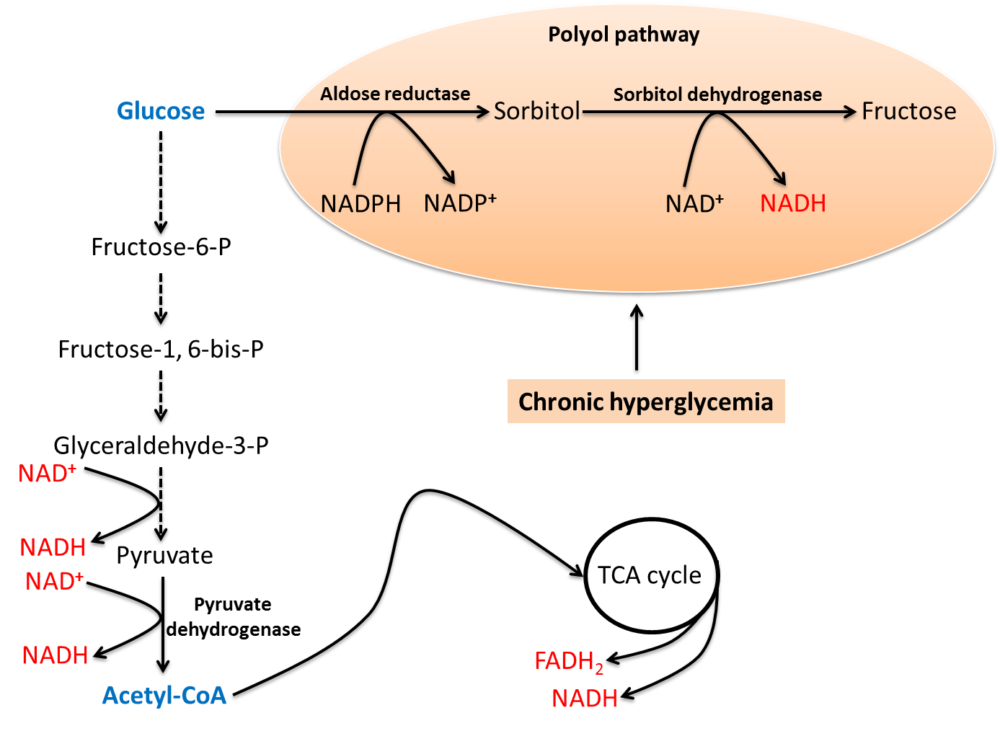 Polyol pathway
Aldose reductase
Sorbitol dehydrogenase
Glucose
Sorbitol
Fructose
NADPH
NADP⁺
NAD⁺
NADH
Fructose-6-P
Fructose-1, 6-bis-P
Chronic hyperglycemia
Glyceraldehyde-3-P
NAD⁺
NADH
Pyruvate
NAD⁺
Pyruvate
dehydrogenase
NADH
Acetyl-CoA
TCA cycle
FADH₂
NADH